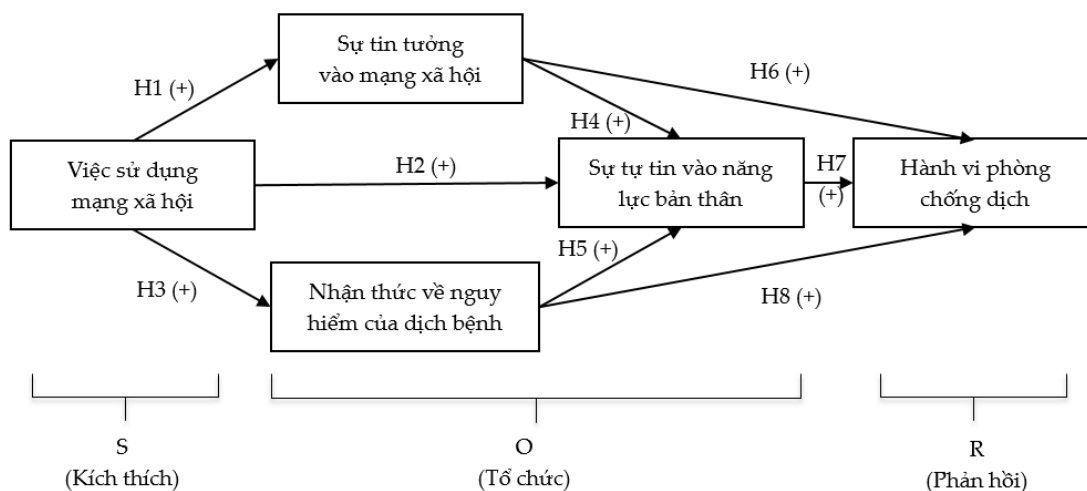 Sự tin tưởng
vào mạng xã hội
H1 (+)
H6 (+)
H4 (+)
Việc sử dụng
mạng xã hội
H2 (+)
Sự tự tin vào năng
lực bản thân
H7
(+)
Hành vi phòng
chống dịch
H3 (+)
H5 (+)
Nhận thức về nguy
hiểm của dịch bệnh
H8 (+)
S
(Kích thích)
O
(Tổ chức)
R
(Phản hồi)